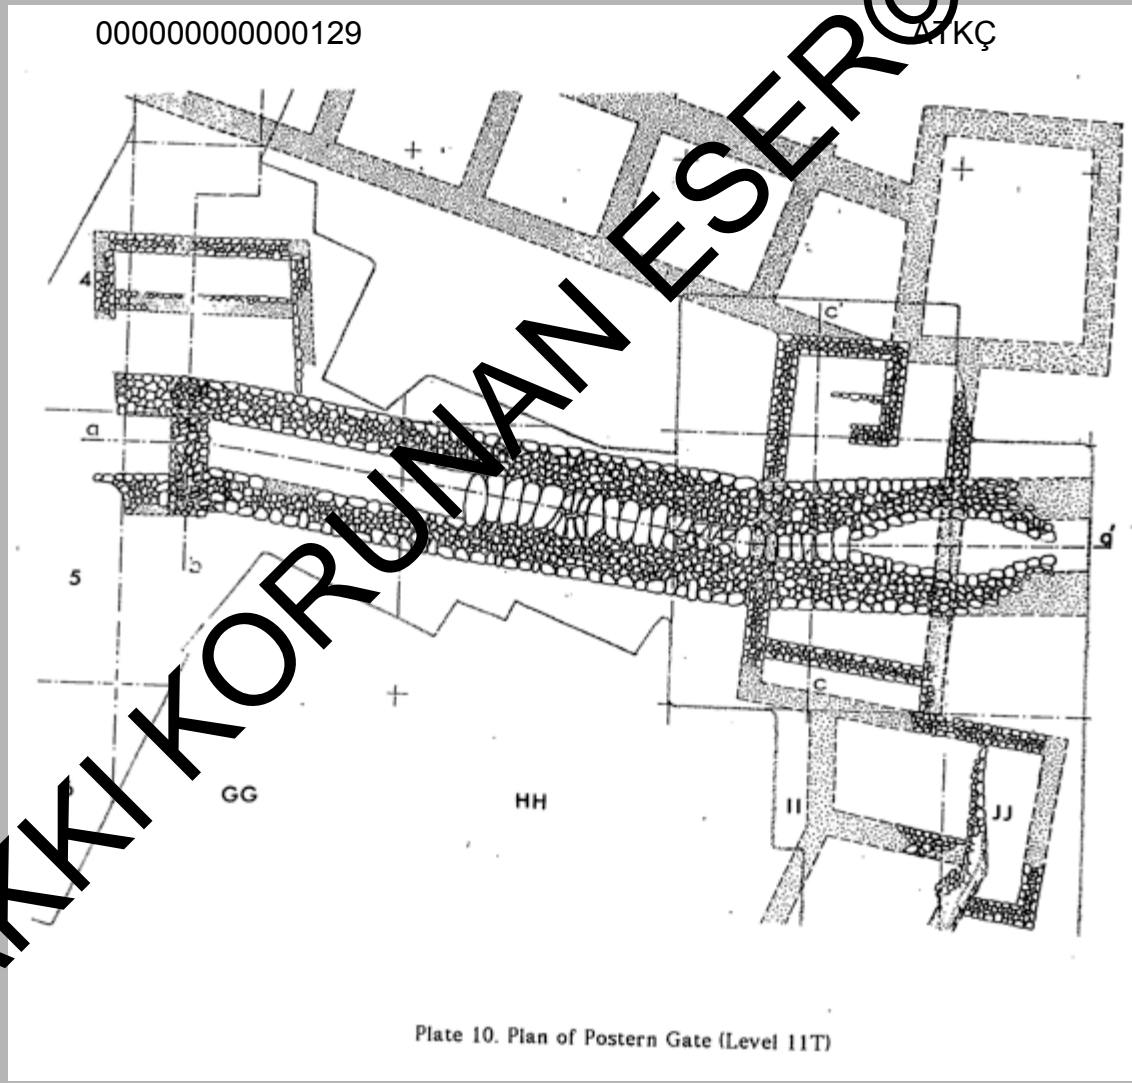 000000000000129
ATKÇ
KKI KORUNAN ESER©
c'
4
a
a'
b
5
c
GG
HH
II
JJ
Plate 10. Plan of Postern Gate (Level 11T)